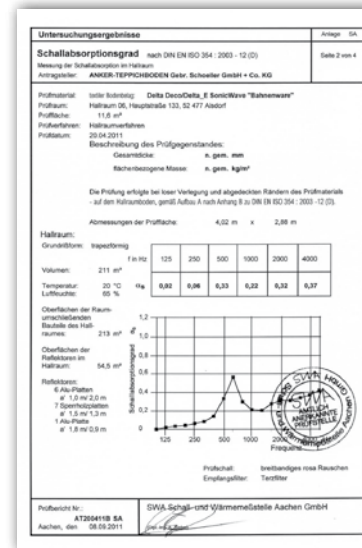 Untersuchungsergebnisse
Anlage SA
Schallabsorptionsgrad nach DIN EN ISO 354 : 2003 - 12 (D)
Seite 2 von 4
Messung der Schallabsorption im Hallraum
Antragsteller: ANKER-TEPPICHBODEN Gebr. Schoeller GmbH + Co. KG
Prüfmaterial: textiler Bodenbelag: Delta Deco/Delta_E SonicWave "Bahnenware"
Prüfraum: Hallraum 06, Hauptstraße 133, 52 477 Alsdorf
Prüffläche: 11,6 m²
Prüfverfahren: Hallraumverfahren
Prüfdatum: 20.04.2011
Beschreibung des Prüfgegenstandes:
Gesamtdicke: n. gem. mm
flächenbezogene Masse: n. gem. kg/m²
Die Prüfung erfolgte bei loser Verlegung und abgedeckten Rändern des Prüfmaterials
- auf dem Hallraumboden, gemäß Aufbau A nach Anhang B zu DIN EN ISO 354 : 2003 -12 (D).
Abmessungen der Prüffläche: 4,02 m x 2,88 m
Hallraum:
Grundrißform: trapezförmig
f in Hz 125 250 500 1000 2000 4000
Volumen: 211 m³
Temperatur: 20 °C
Luftfeuchte: 65 %
αs 0,02 0,06 0,33 0,22 0,32 0,37
Oberflächen der Raum-
umschließenden
Bauteile des Hall-
raumes: 213 m²
Oberflächen der
Reflektoren im
Hallraum: 54,5 m²
Reflektoren:
6 Alu-Platten
a' 1,0 m/ 2,0 m
7 Sperrholzplatten
a' 1,5 m/ 1,3 m
1 Alu-Platte
a' 1,8 m/ 0,9 m
Schallabsorptionsgrad αs
1,2
1,0
0,8
0,6
0,4
0,2
0
125 250 500 1000 2000
Frequenz
SWA
AMTLICH
ANERKANNTE
PRÜFSTELLE
Prüfschall: breitbandiges rosa Rauschen
Empfangsfilter: Terzfilter
Prüfbericht Nr.:
AT200411B SA
Aachen, den 08.09.2011
SWA Schall- und Wärmemeßstelle Aachen GmbH